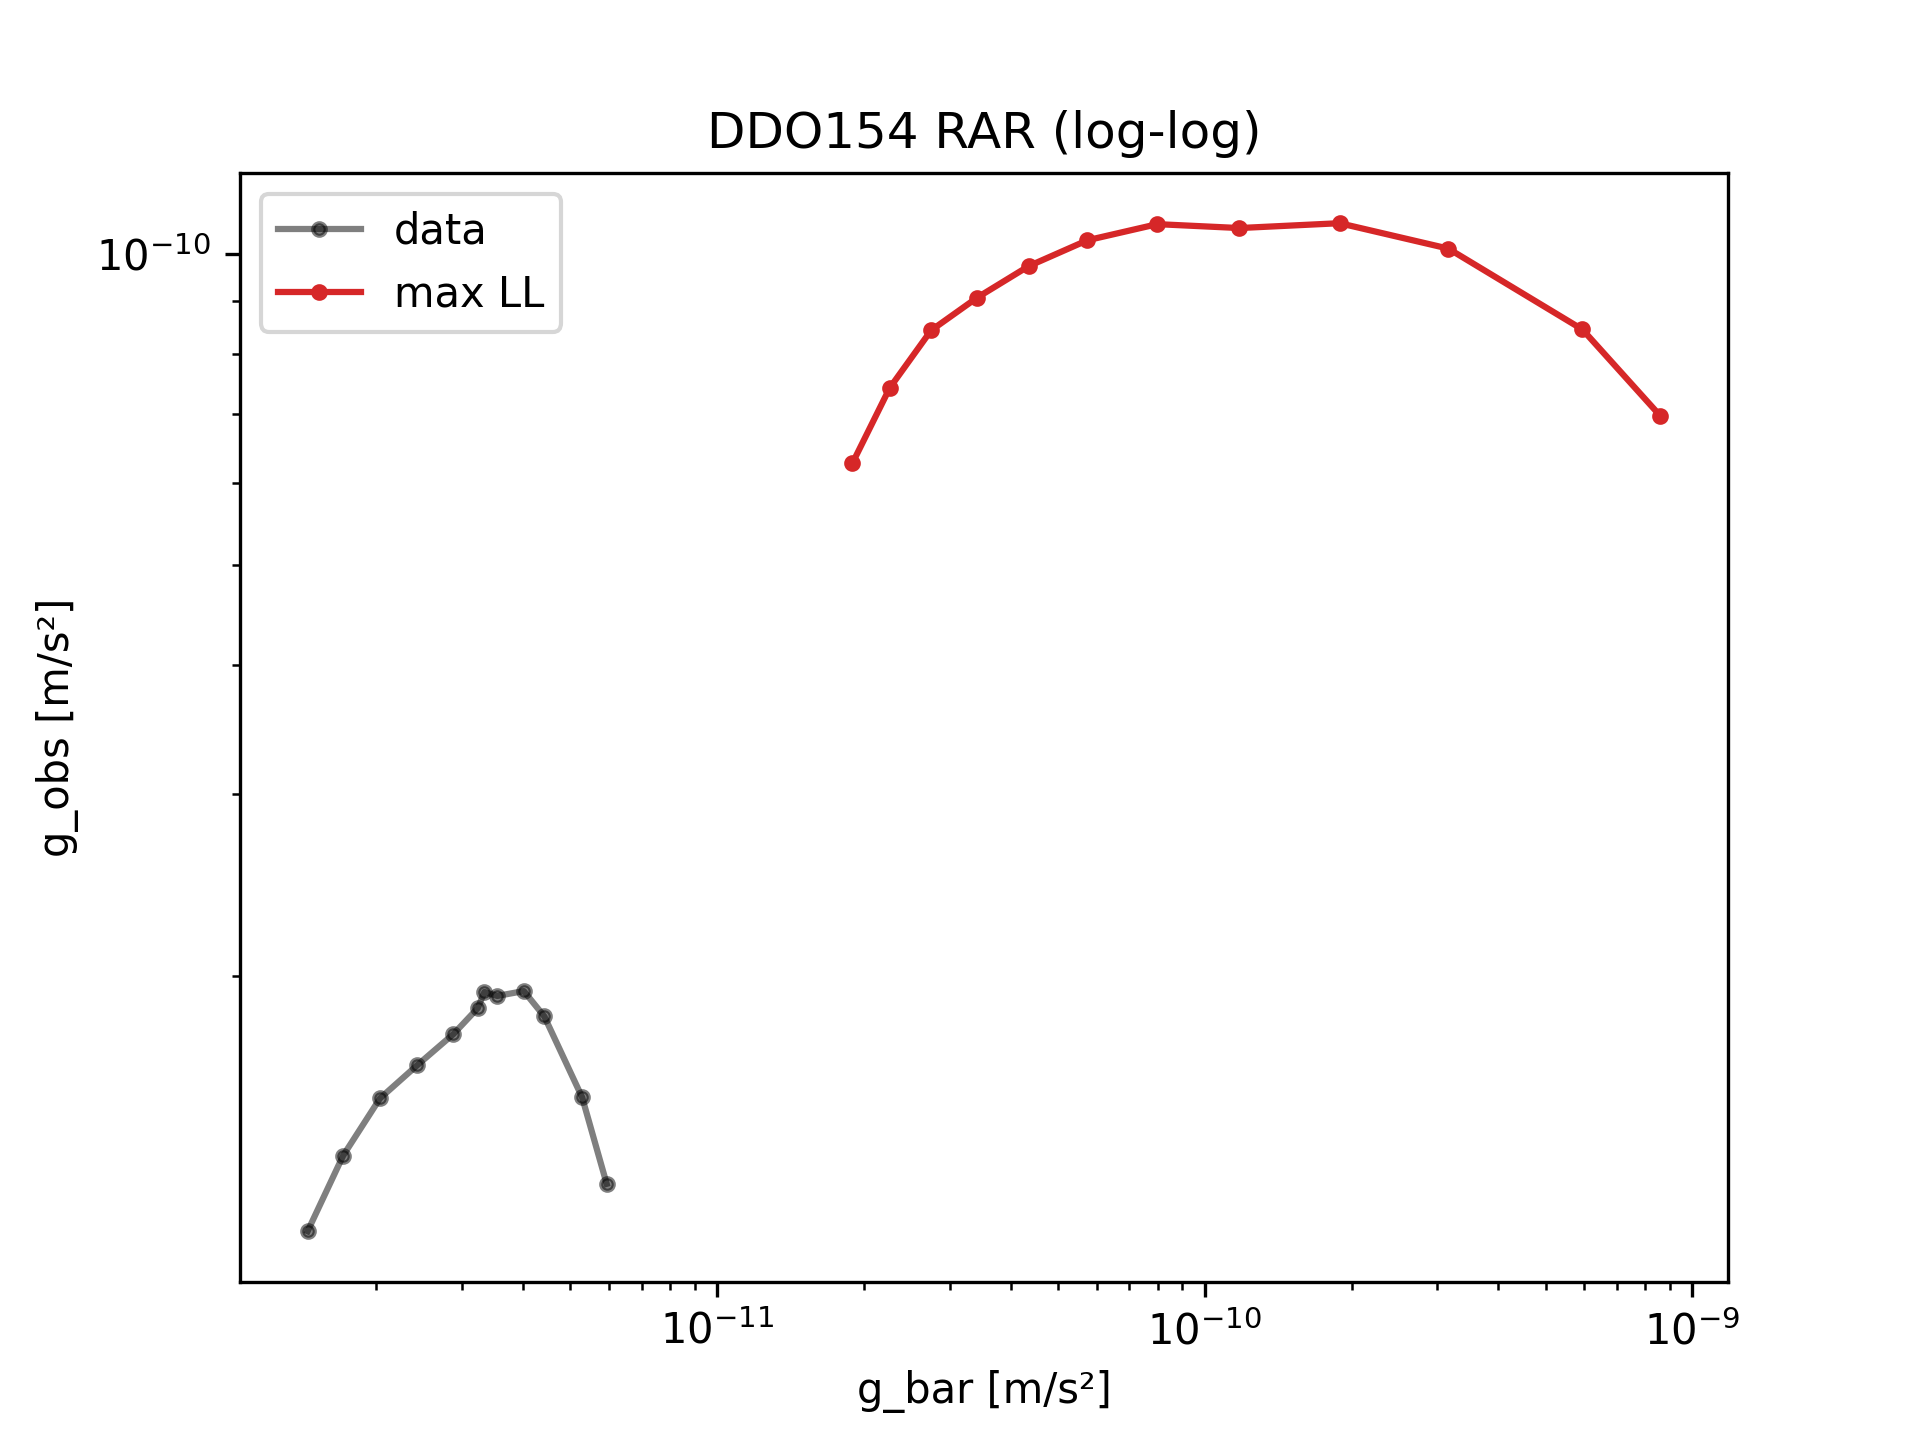 DDO154 RAR (log-log)
data
max LL
10⁻¹⁰
g_obs [m/s²]
10⁻¹¹
10⁻¹⁰
10⁻⁹
g_bar [m/s²]